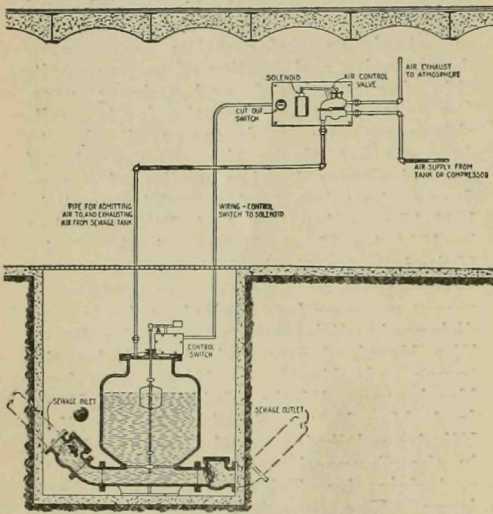 AIR EXHAUST
TO ATMOSPHERE
SOLENOID
AIR CONTROL
VALVE
CUT OUT
SWITCH
AIR SUPPLY FROM
TANK OR COMPRESSOR
PIPE FOR ADMITTING
AIR TO, AND EXHAUSTING
AIR FROM SEWAGE TANK
WIRING - CONTROL
SWITCH TO SOLENOID
CONTROL
SWITCH
SEWAGE INLET
SEWAGE OUTLET